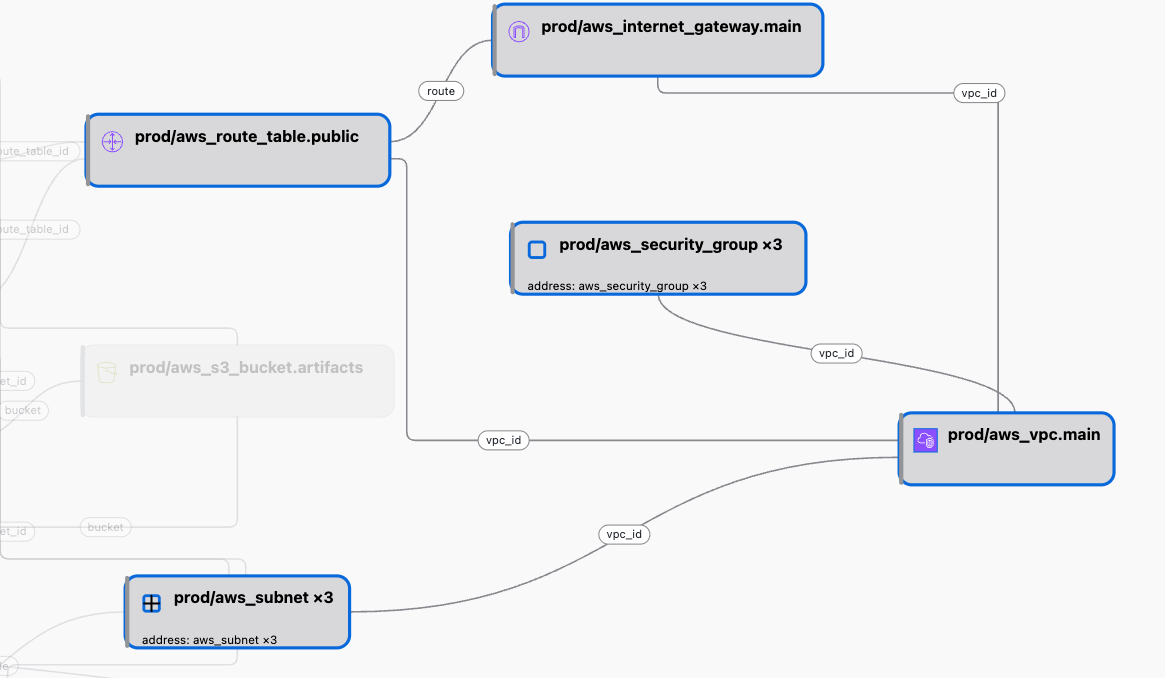 prod/aws_internet_gateway.main
route
vpc_id
prod/aws_route_table.public
oute_table_id
oute_table_id
prod/aws_security_group ×3
address: aws_security_group ×3
vpc_id
prod/aws_s3_bucket.artifacts
et_id
bucket
vpc_id
prod/aws_vpc.main
et_id
bucket
vpc_id
prod/aws_subnet ×3
address: aws_subnet ×3